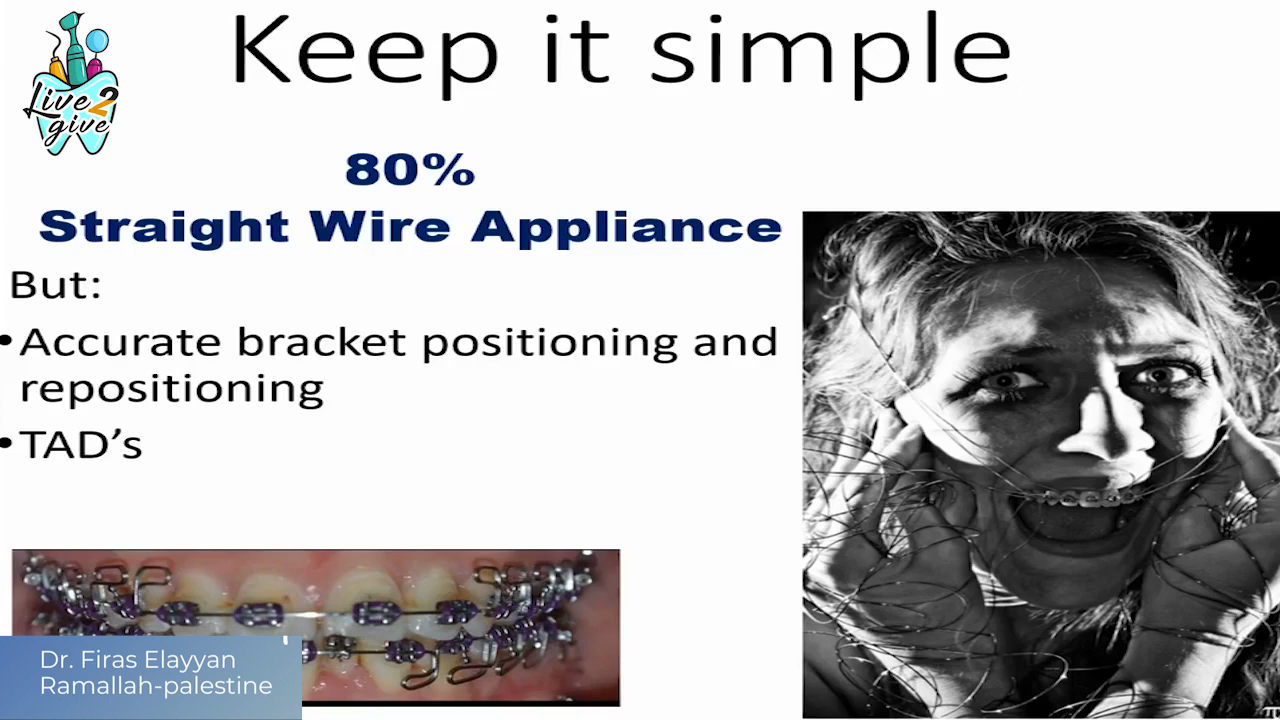 Keep it simple
Live 2
give
80%
Straight Wire Appliance
But:
•Accurate bracket positioning and
repositioning
•TAD’s
Dr. Firas Elayyan
Ramallah-palestine